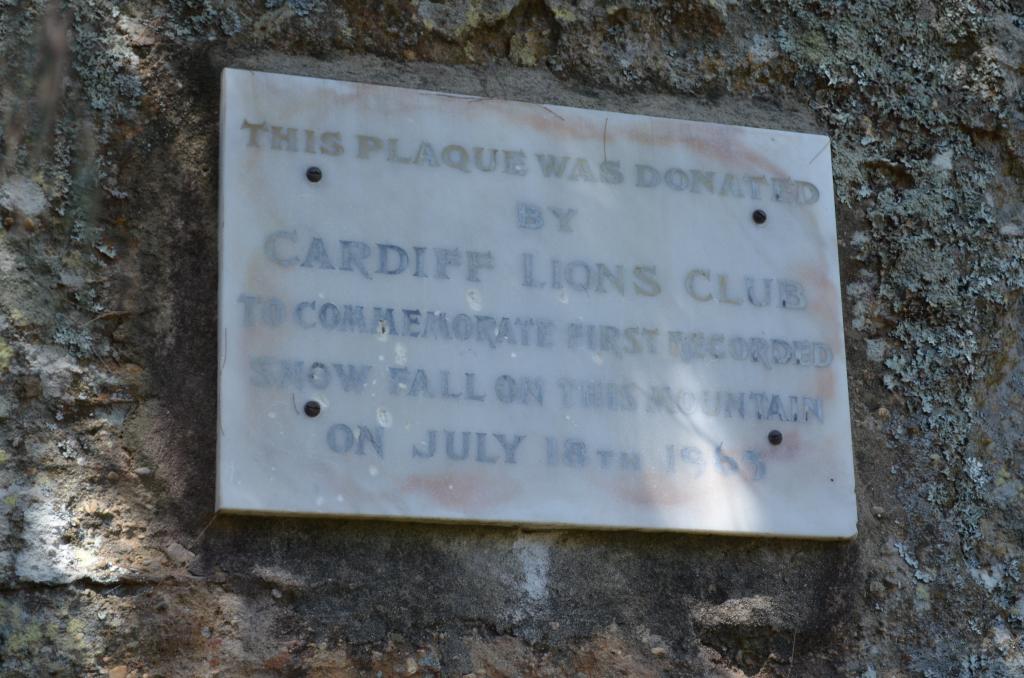 THIS PLAQUE WAS DONATED
BY
CARDIFF LIONS CLUB
TO COMMEMORATE FIRST RECORDED
SNOW FALL ON THIS MOUNTAIN
ON JULY 18TH 1965